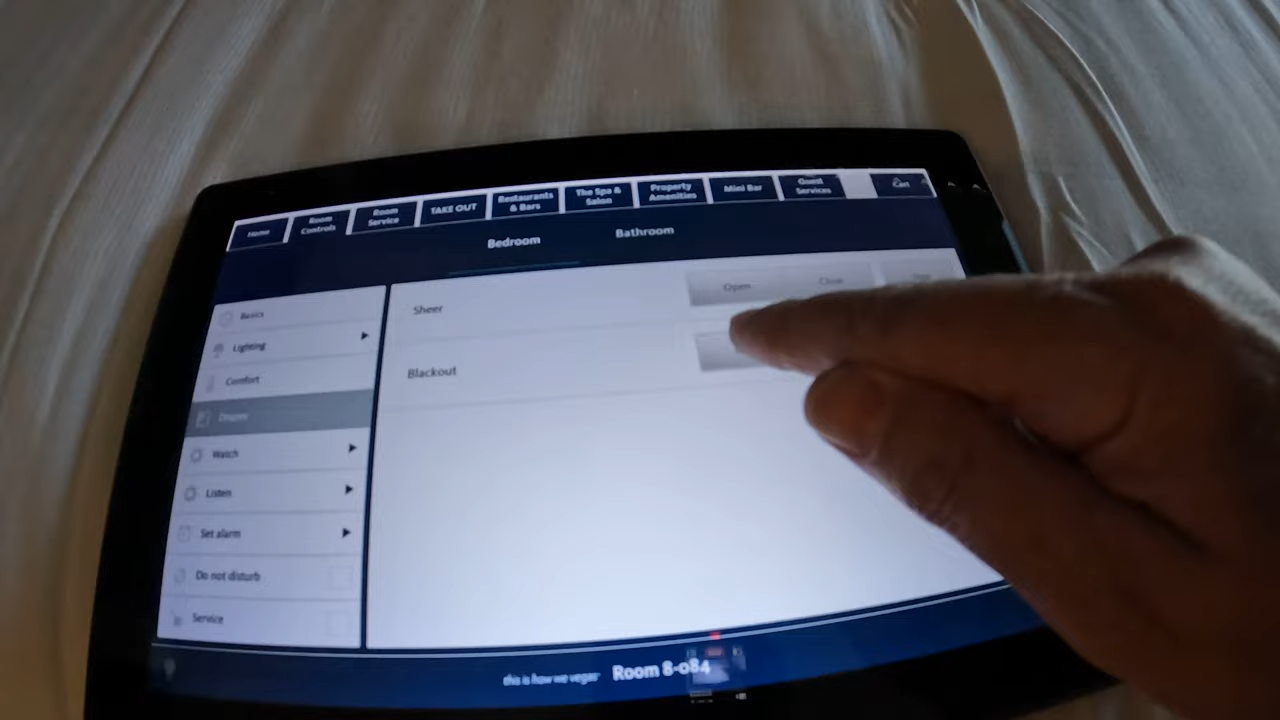 Home
Room Controls
Room Service
TAKE OUT
Restaurants & Bars
The Spa & Salon
Property Amenities
Mini Bar
Guest Services
Cart
Bedroom
Bathroom
Basics
Lighting
Comfort
Drapes
Watch
Listen
Set alarm
Do not disturb
Service
Sheer
Open
Close
Blackout
this is how we vegas
Room 8-084